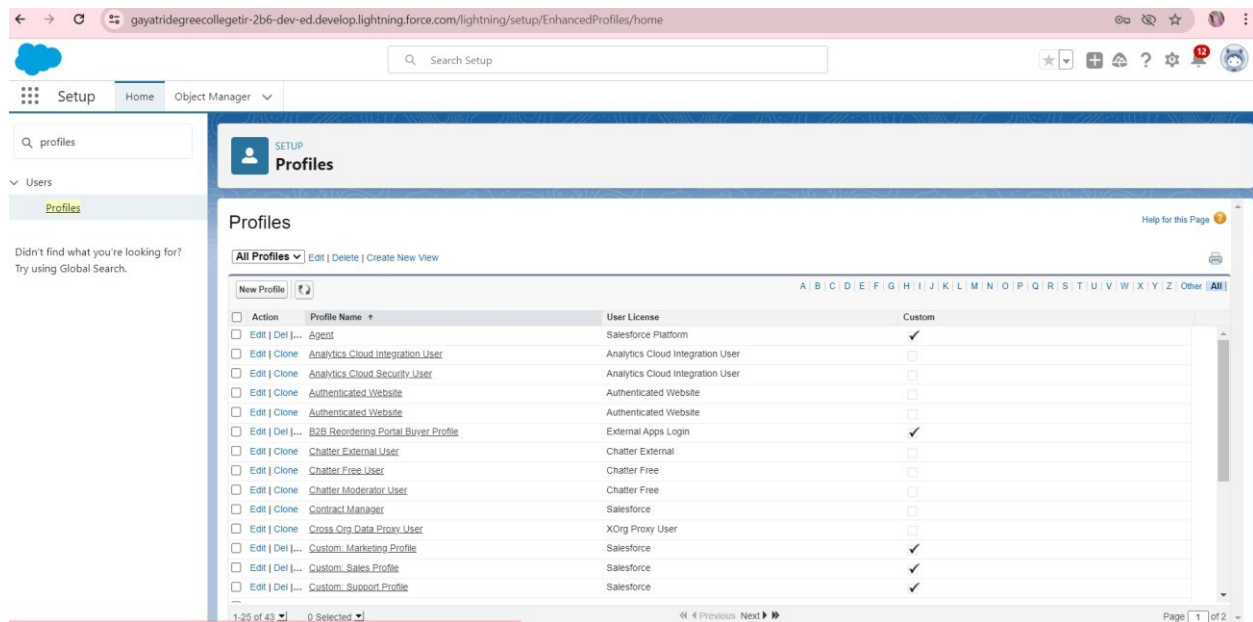 gayatridegreecollegetir-2b6-dev-ed.develop.lightning.force.com/lightning/setup/EnhancedProfiles/home
Search Setup
12
Setup Home Object Manager
profiles
Users
Profiles
Didn't find what you're looking for?
Try using Global Search.
SETUP
Profiles
Profiles
Help for this Page ?
All Profiles Edit | Delete | Create New View
New Profile A | B | C | D | E | F | G | H | I | J | K | L | M | N | O | P | Q | R | S | T | U | V | W | X | Y | Z | Other | All
Action Profile Name User License Custom
Edit | Del |... Agent Salesforce Platform
Edit | Clone Analytics Cloud Integration User Analytics Cloud Integration User
Edit | Clone Analytics Cloud Security User Analytics Cloud Integration User
Edit | Clone Authenticated Website Authenticated Website
Edit | Clone Authenticated Website Authenticated Website
Edit | Del |... B2B Reordering Portal Buyer Profile External Apps Login
Edit | Clone Chatter External User Chatter External
Edit | Clone Chatter Free User Chatter Free
Edit | Clone Chatter Moderator User Chatter Free
Edit | Clone Contract Manager Salesforce
Edit | Clone Cross Org Data Proxy User XOrg Proxy User
Edit | Del |... Custom: Marketing Profile Salesforce
Edit | Del |... Custom: Sales Profile Salesforce
Edit | Del |... Custom: Support Profile Salesforce
1-25 of 43 0 Selected Previous Next Page 1 of 2